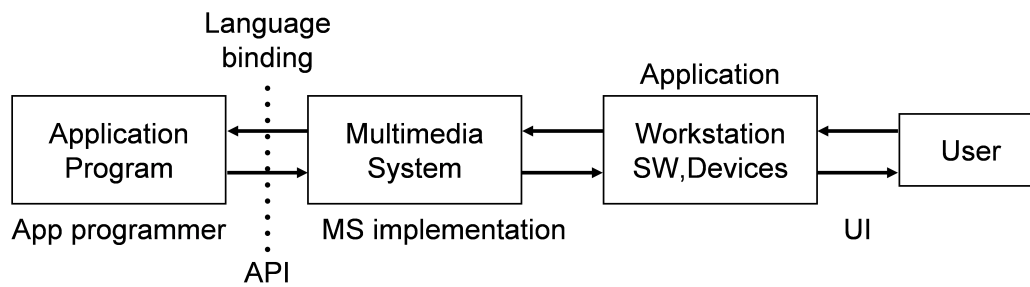 Language
binding
Application
Application
Program
Multimedia
System
Workstation
SW,Devices
User
App programmer
MS implementation
UI
API